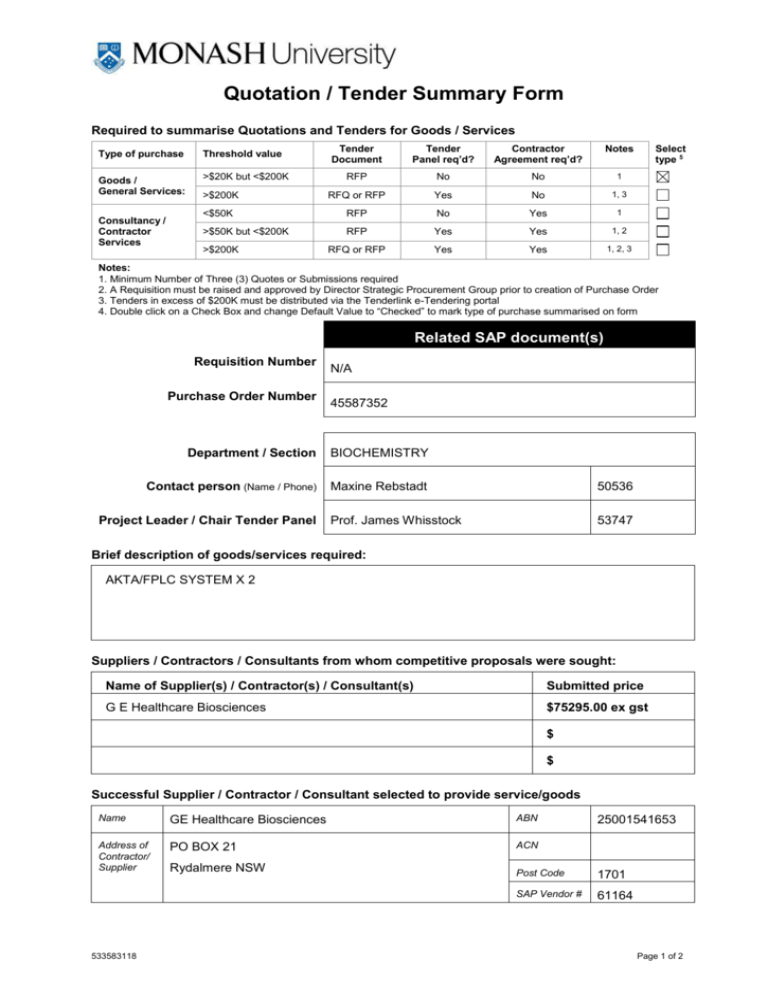 MONASH University
Quotation / Tender Summary Form
Required to summarise Quotations and Tenders for Goods / Services
Type of purchase Threshold value Tender Document Tender Panel req'd? Contractor Agreement req'd? Notes Select type 5
Goods / General Services: >$20K but <$200K RFP No No 1
>$200K RFQ or RFP Yes No 1, 3
Consultancy / Contractor Services <$50K RFP No Yes 1
>$50K but <$200K RFP Yes Yes 1, 2
>$200K RFQ or RFP Yes Yes 1, 2, 3
Notes:
1. Minimum Number of Three (3) Quotes or Submissions required
2. A Requisition must be raised and approved by Director Strategic Procurement Group prior to creation of Purchase Order
3. Tenders in excess of $200K must be distributed via the Tenderlink e-Tendering portal
4. Double click on a Check Box and change Default Value to "Checked" to mark type of purchase summarised on form
Related SAP document(s)
Requisition Number N/A
Purchase Order Number 45587352
Department / Section BIOCHEMISTRY
Contact person (Name / Phone) Maxine Rebstadt 50536
Project Leader / Chair Tender Panel Prof. James Whisstock 53747
Brief description of goods/services required:
AKTA/FPLC SYSTEM X 2
Suppliers / Contractors / Consultants from whom competitive proposals were sought:
Name of Supplier(s) / Contractor(s) / Consultant(s) Submitted price
G E Healthcare Biosciences $75295.00 ex gst
$
$
Successful Supplier / Contractor / Consultant selected to provide service/goods
Name GE Healthcare Biosciences ABN 25001541653
Address of Contractor/ Supplier PO BOX 21 ACN
Rydalmere NSW Post Code 1701
SAP Vendor # 61164
533583118 Page 1 of 2